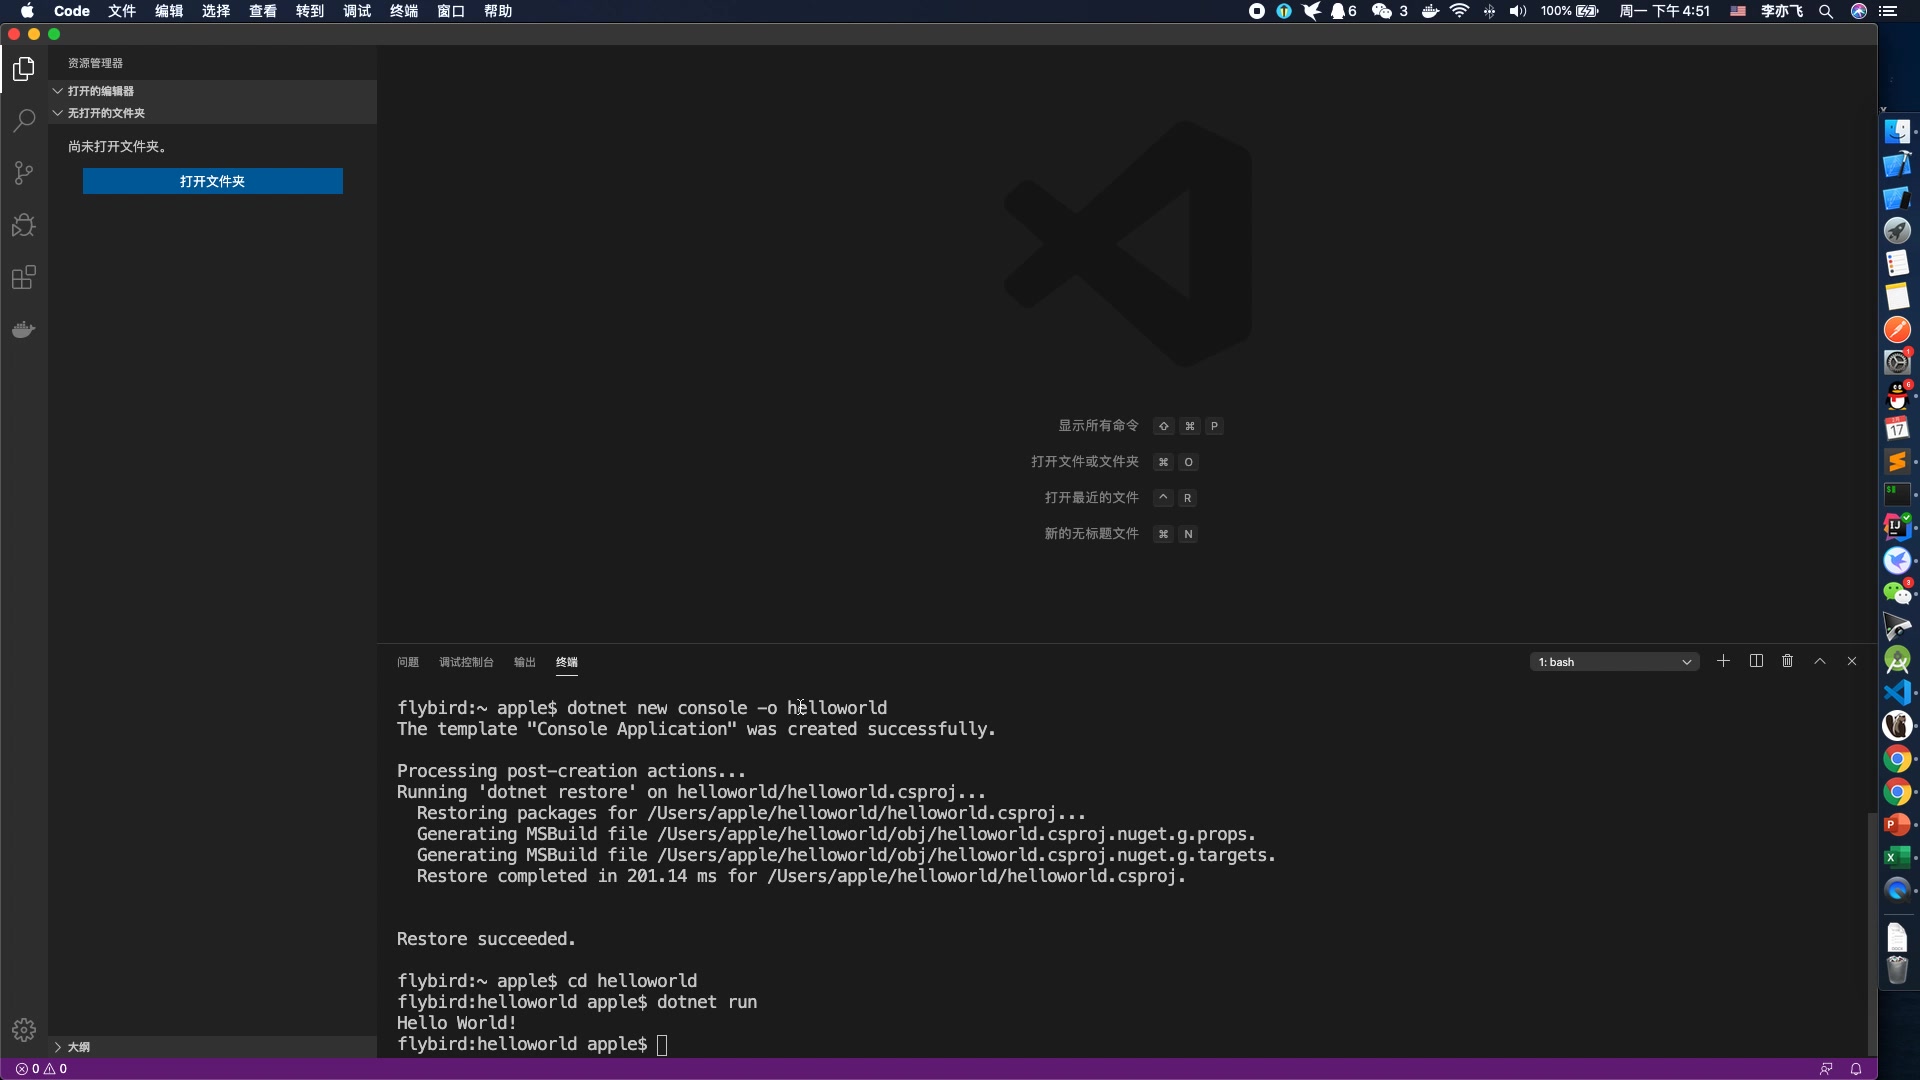 Code 文件 编辑 选择 查看 转到 调试 终端 窗口 帮助
6 3 100% 周一 下午 4:51 李亦飞
资源管理器
打开的编辑器
无打开的文件夹
尚未打开文件夹。
打开文件夹
显示所有命令 ⇧ ⌘ P
打开文件或文件夹 ⌘ O
打开最近的文件 ^ R
新的无标题文件 ⌘ N
问题 调试控制台 输出 终端
1: bash
flybird:~ apple$ dotnet new console -o helloworld
The template "Console Application" was created successfully.
Processing post-creation actions...
Running 'dotnet restore' on helloworld/helloworld.csproj...
Restoring packages for /Users/apple/helloworld/helloworld.csproj...
Generating MSBuild file /Users/apple/helloworld/obj/helloworld.csproj.nuget.g.props.
Generating MSBuild file /Users/apple/helloworld/obj/helloworld.csproj.nuget.g.targets.
Restore completed in 201.14 ms for /Users/apple/helloworld/helloworld.csproj.
Restore succeeded.
flybird:~ apple$ cd helloworld
flybird:helloworld apple$ dotnet run
Hello World!
flybird:helloworld apple$
大纲
0 0
1
6
17
IJ
3
P
X